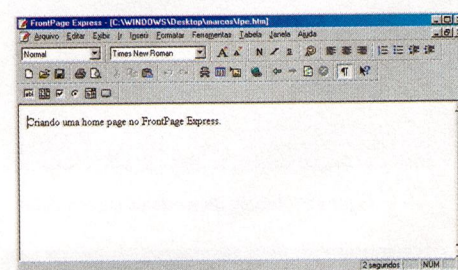 FrontPage Express - [C:\WINDOWS\Desktop\marcos\fpe.htm]
Arquivo Editar Exibir Ir Inserir Formatar Ferramentas Tabela Janela Ajuda
Normal Times New Roman A A N I S
Criando uma home page no FrontPage Express.
2 segundos NUM